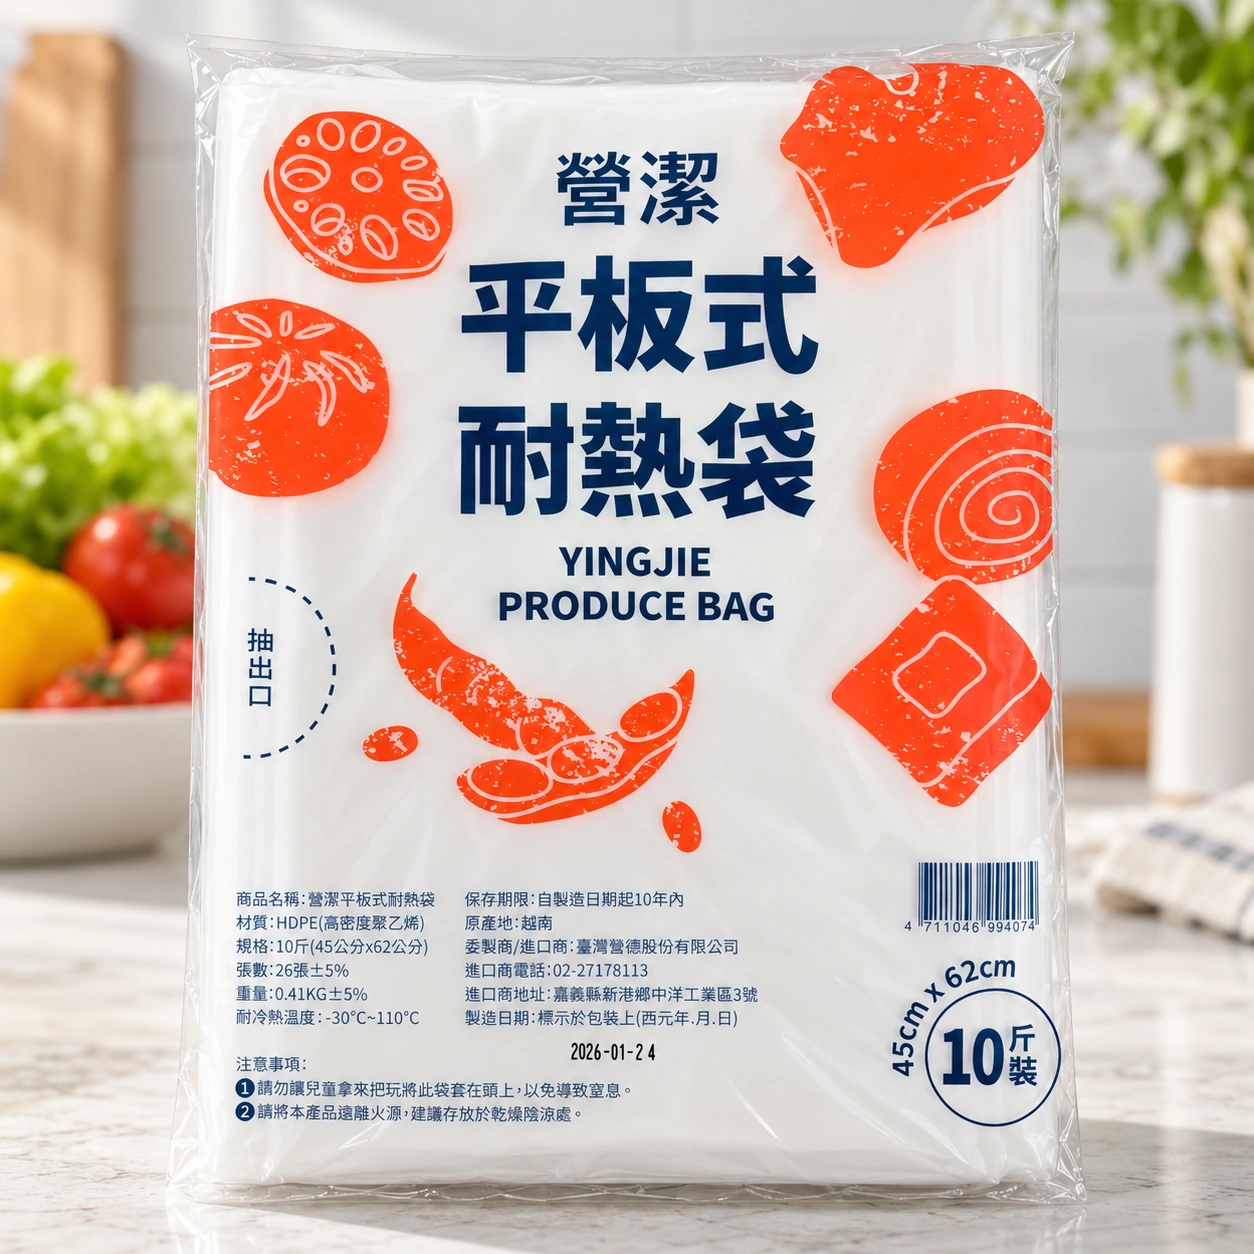 營潔
平板式
耐熱袋
YINGJIE
PRODUCE BAG
抽出口
商品名稱：營潔平板式耐熱袋
材質：HDPE(高密度聚乙烯)
規格：10斤(45公分x62公分)
張數：26張±5%
重量：0.41KG±5%
耐冷熱溫度：-30°C~110°C
保存期限：自製造日期起10年內
原產地：越南
委製商/進口商：臺灣營德股份有限公司
進口商電話：02-27178113
進口商地址：嘉義縣新港鄉中洋工業區3號
製造日期：標示於包裝上(西元年.月.日)
2026-01-24
注意事項：
1 請勿讓兒童拿來把玩將此袋套在頭上，以免導致窒息。
2 請將本產品遠離火源，建議存放於乾燥陰涼處。
4 711046 994074
45cm x 62cm
10斤裝